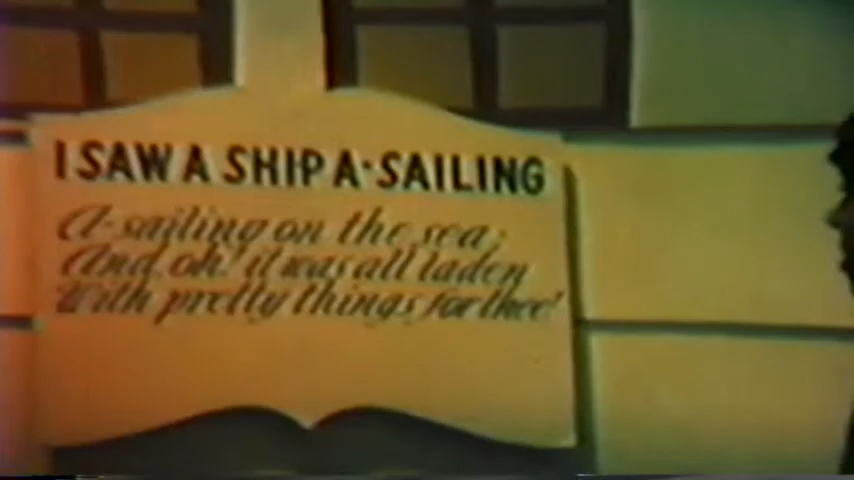 I SAW A SHIP A-SAILING
A-sailing on the sea;
And, oh! it was all laden
With pretty things for thee!